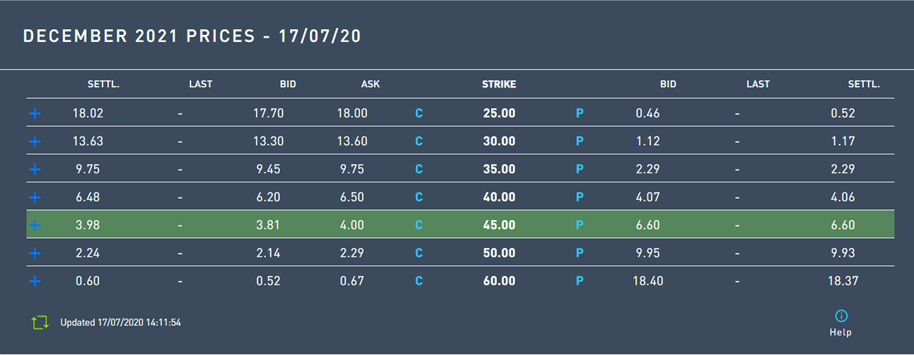 DECEMBER 2021 PRICES - 17/07/20
SETTL. LAST BID ASK STRIKE BID LAST SETTL.
+ 18.02 - 17.70 18.00 C 25.00 P 0.46 - 0.52
+ 13.63 - 13.30 13.60 C 30.00 P 1.12 - 1.17
+ 9.75 - 9.45 9.75 C 35.00 P 2.29 - 2.29
+ 6.48 - 6.20 6.50 C 40.00 P 4.07 - 4.06
+ 3.98 - 3.81 4.00 C 45.00 P 6.60 - 6.60
+ 2.24 - 2.14 2.29 C 50.00 P 9.95 - 9.93
+ 0.60 - 0.52 0.67 C 60.00 P 18.40 - 18.37
Updated 17/07/2020 14:11:54
Help